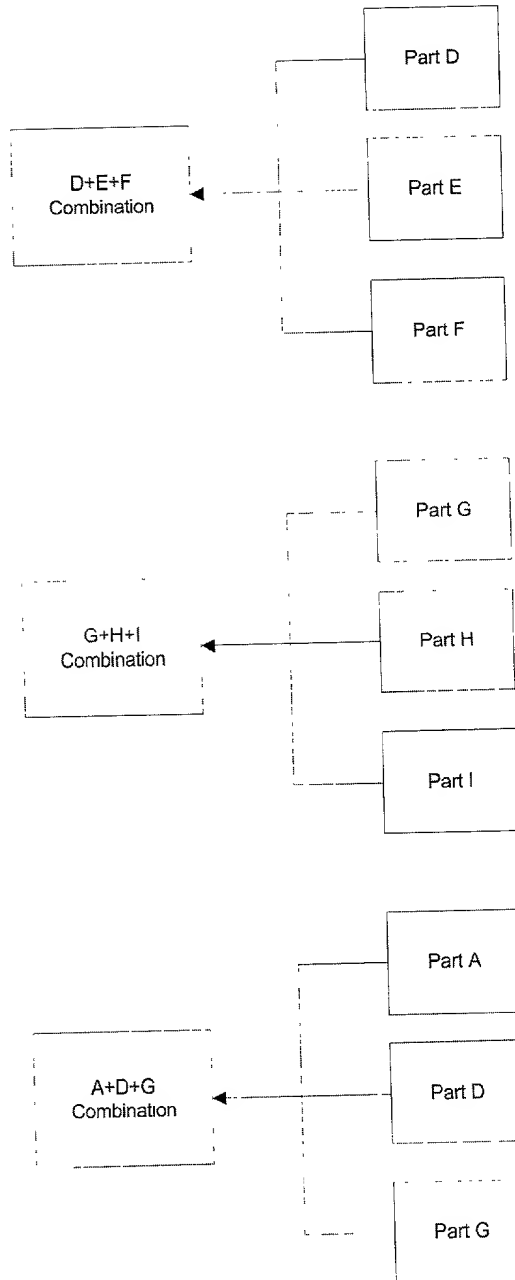 Part D
D+E+F
Combination
Part E
Part F
Part G
G+H+I
Combination
Part H
Part I
Part A
A+D+G
Combination
Part D
Part G